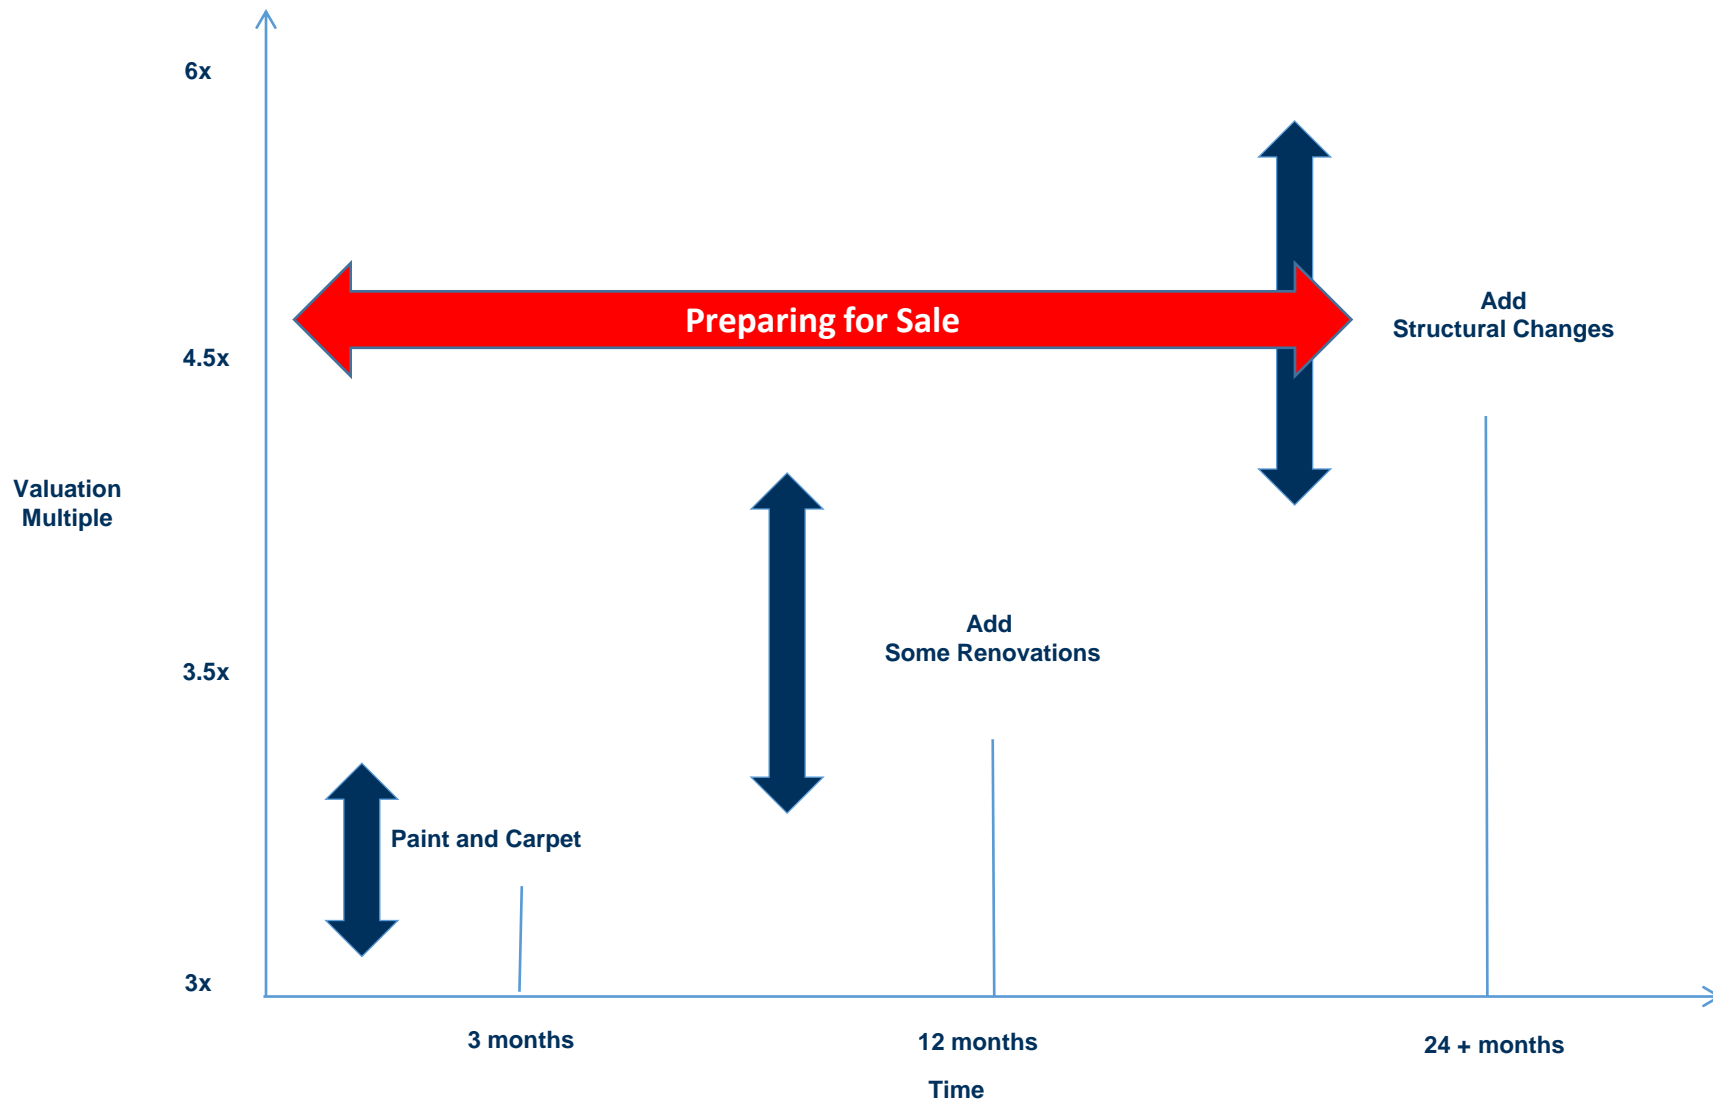 6x
Preparing for Sale
Add
Structural Changes
4.5x
Valuation
Multiple
Add
Some Renovations
3.5x
Paint and Carpet
3x
3 months
12 months
24 + months
Time